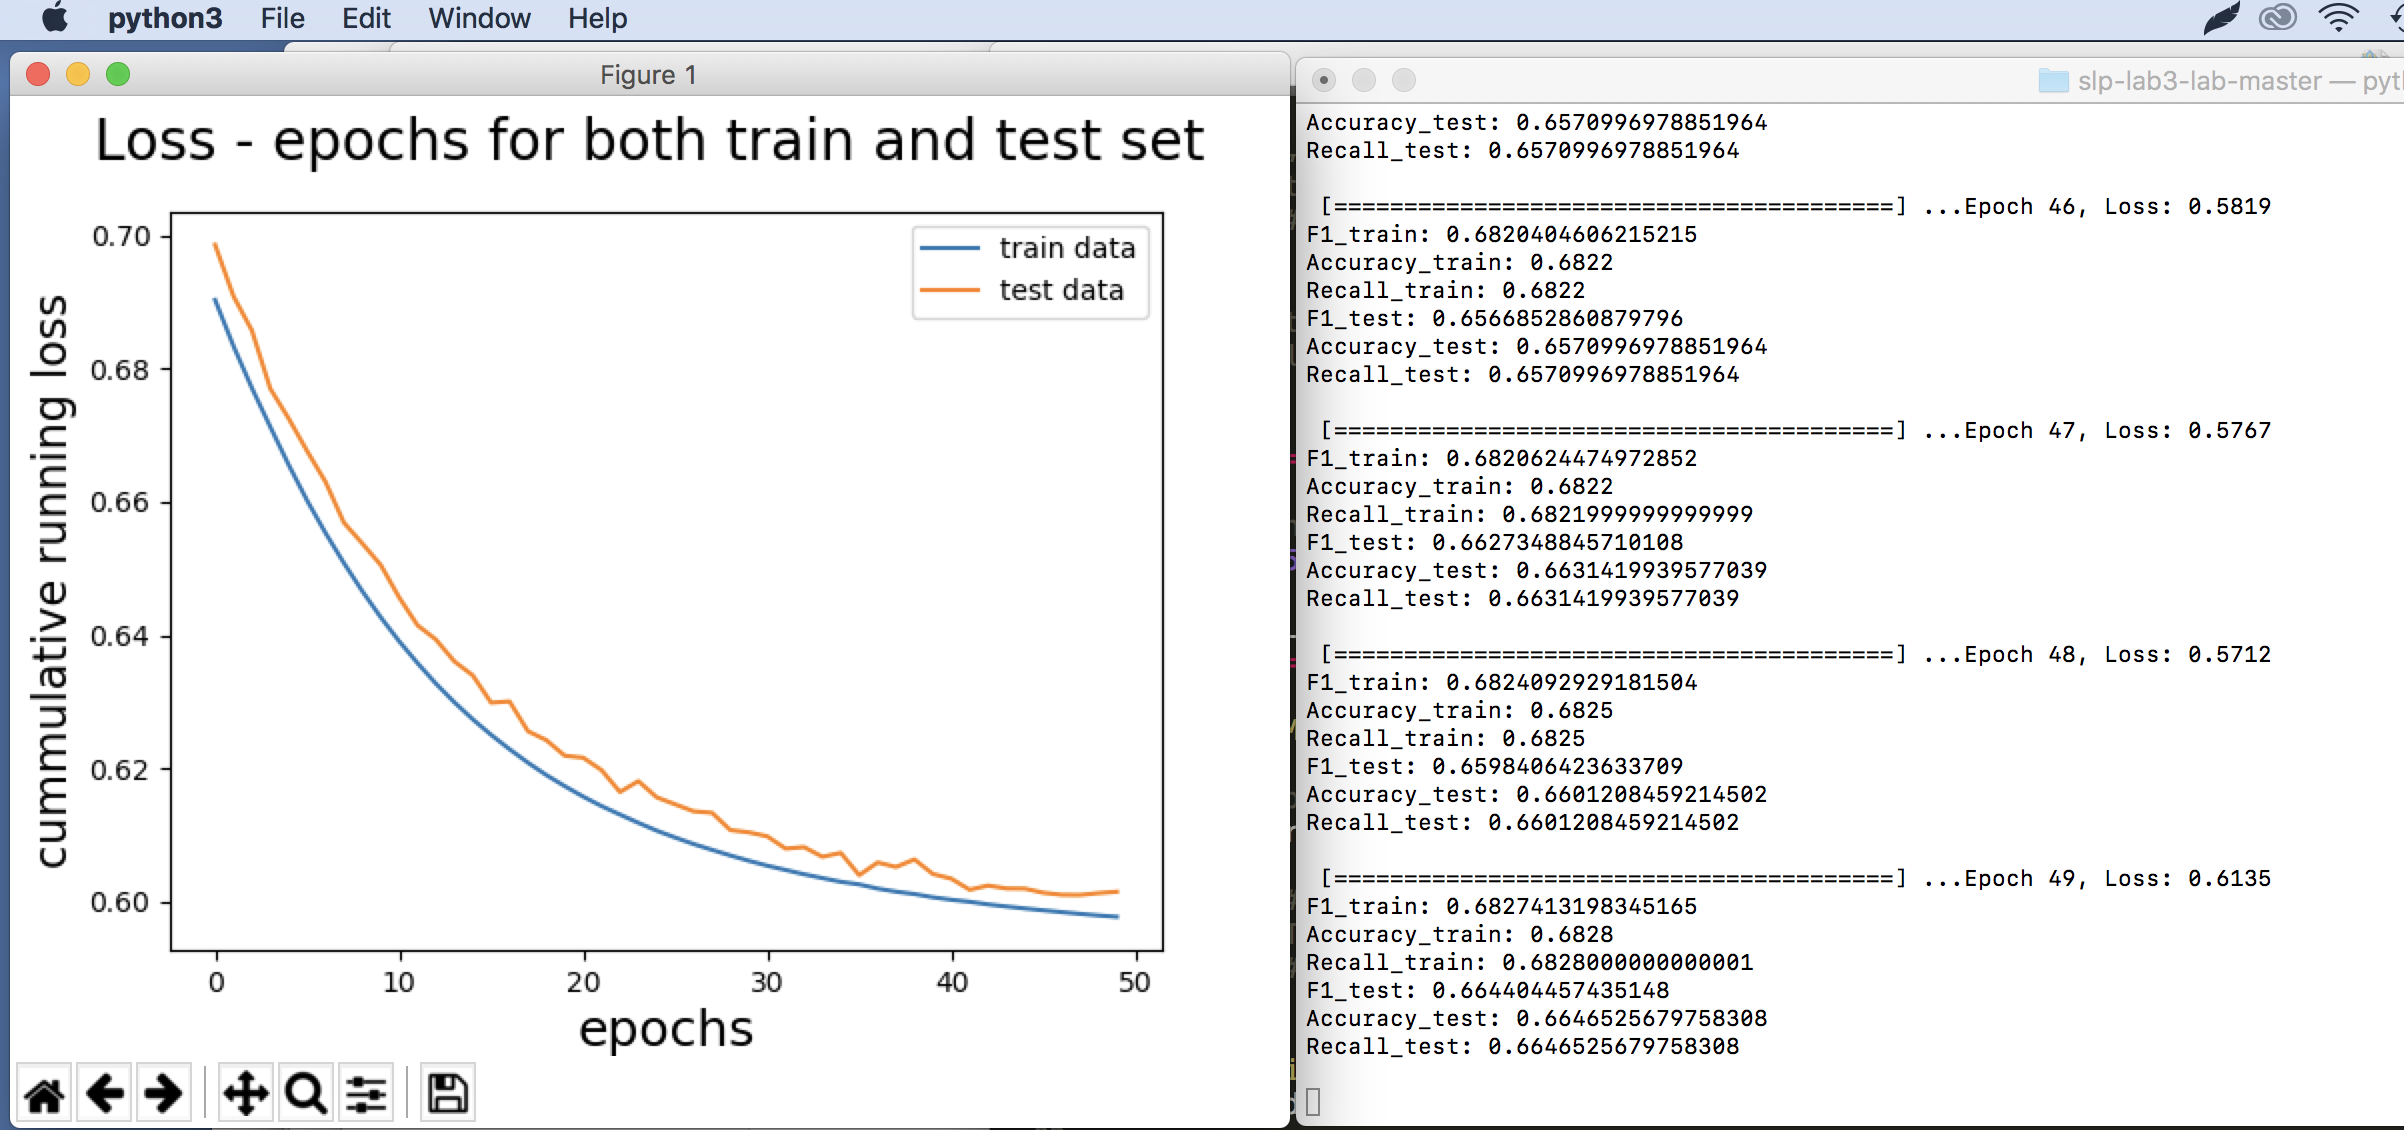 python3 File Edit Window Help
Figure 1
Loss - epochs for both train and test set
cummulative running loss
0.70
0.68
0.66
0.64
0.62
0.60
train data
test data
0 10 20 30 40 50
epochs
slp-lab3-lab-master — pyt
Accuracy_test: 0.6570996978851964
Recall_test: 0.6570996978851964
[========================================] ...Epoch 46, Loss: 0.5819
F1_train: 0.6820404606215215
Accuracy_train: 0.6822
Recall_train: 0.6822
F1_test: 0.6566852860879796
Accuracy_test: 0.6570996978851964
Recall_test: 0.6570996978851964
[========================================] ...Epoch 47, Loss: 0.5767
F1_train: 0.6820624474972852
Accuracy_train: 0.6822
Recall_train: 0.6821999999999999
F1_test: 0.6627348845710108
Accuracy_test: 0.6631419939577039
Recall_test: 0.6631419939577039
[========================================] ...Epoch 48, Loss: 0.5712
F1_train: 0.6824092929181504
Accuracy_train: 0.6825
Recall_train: 0.6825
F1_test: 0.6598406423633709
Accuracy_test: 0.6601208459214502
Recall_test: 0.6601208459214502
[========================================] ...Epoch 49, Loss: 0.6135
F1_train: 0.6827413198345165
Accuracy_train: 0.6828
Recall_train: 0.6828000000000001
F1_test: 0.664404457435148
Accuracy_test: 0.6646525679758308
Recall_test: 0.6646525679758308